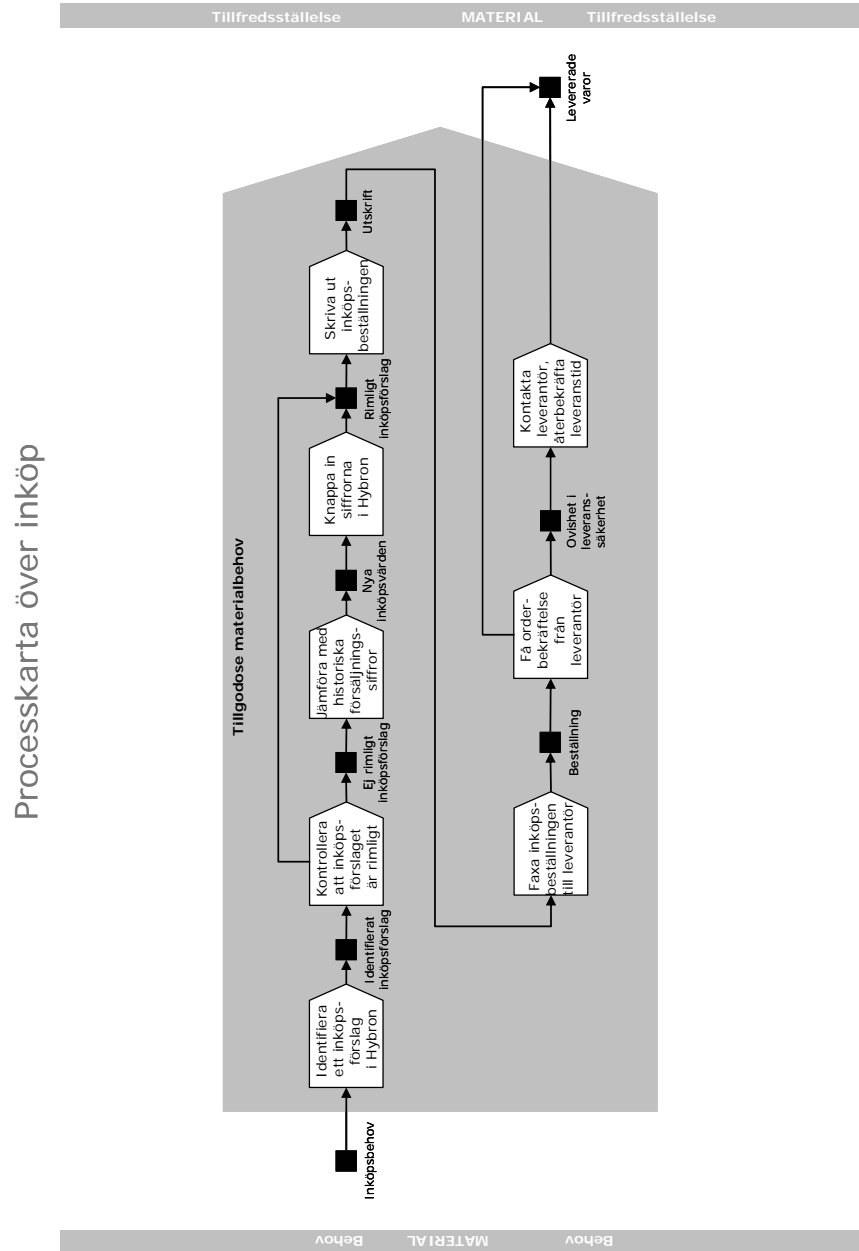 Processkarta över inköp
Behov
MATERIAL
Behov
Tillgodose materialbehov
Inköpsbehov
Identifiera
ett inköps-
förslag
i Hybron
Identifierat
inköpsförslag
Kontrollera
att inköps-
förslaget
är rimligt
Ej rimligt
inköpsförslag
Jämföra med
historiska
försäljnings-
siffror
Nya
inköpsvärden
Knappa in
siffrorna
i Hybron
Rimligt
inköpsförslag
Skriva ut
inköps-
beställningen
Utskrift
Faxa inköps-
beställningen
till leverantör
Beställning
Få order-
bekräftelse
från
leverantör
Ovishet i
leverans-
säkerhet
Kontakta
leverantör,
återbekräfta
leveranstid
Levererade
varor
Tillfredsställelse
MATERIAL
Tillfredsställelse